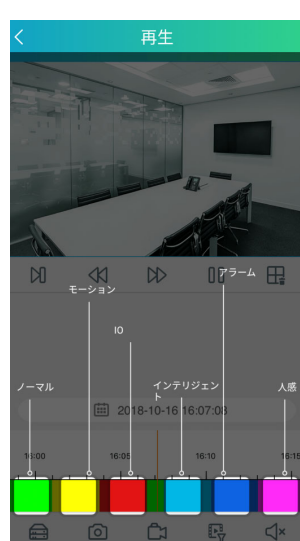 再生
アラーム
モーション
IO
ノーマル
インテリジェン
ト
人感
2018-10-16 16:07:08
16:00
16:05
16:10
16:15